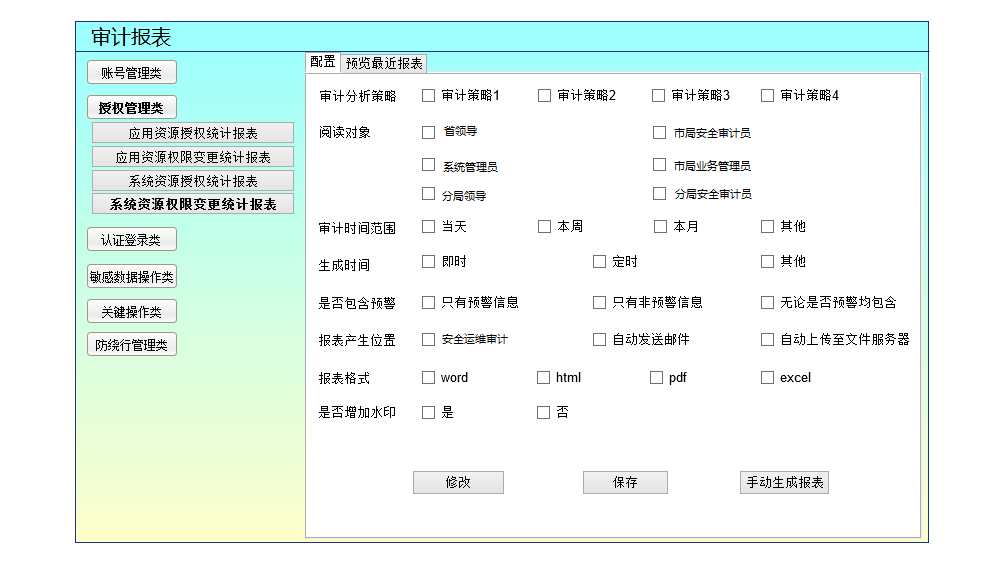 审计报表
账号管理类
授权管理类
应用资源授权统计报表
应用资源权限变更统计报表
系统资源授权统计报表
系统资源权限变更统计报表
认证登录类
敏感数据操作类
关键操作类
防绕行管理类
配置 预览最近报表
审计分析策略 审计策略1 审计策略2 审计策略3 审计策略4
阅读对象 省领导 市局安全审计员
系统管理员 市局业务管理员
分局领导 分局安全审计员
审计时间范围 当天 本周 本月 其他
生成时间 即时 定时 其他
是否包含预警 只有预警信息 只有非预警信息 无论是否预警均包含
报表产生位置 安全运维审计 自动发送邮件 自动上传至文件服务器
报表格式 word html pdf excel
是否增加水印 是 否
修改 保存 手动生成报表